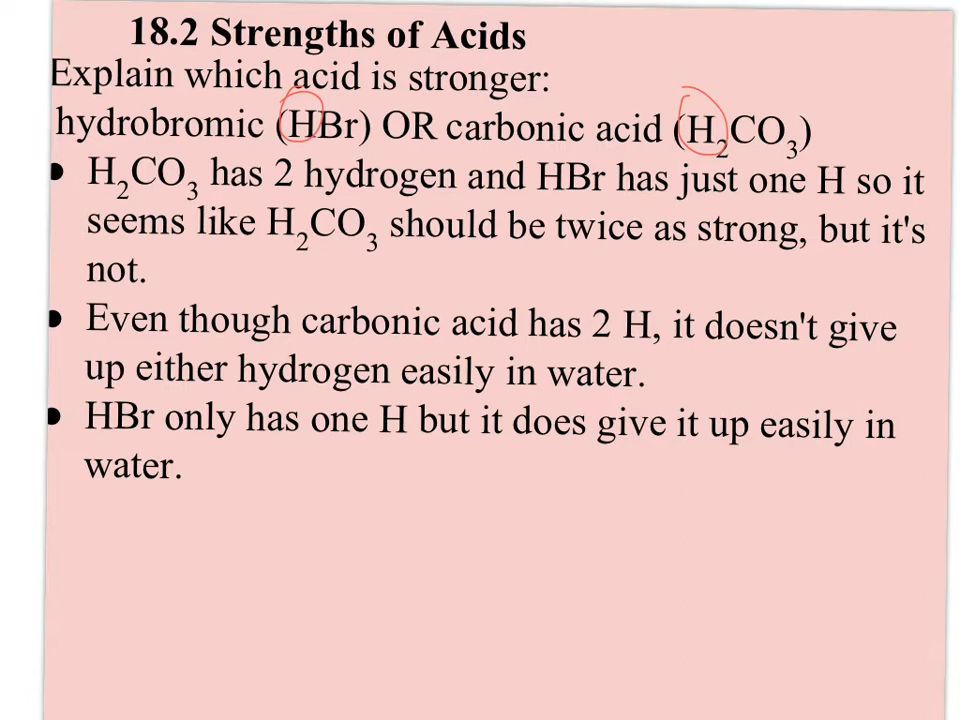 18.2 Strengths of Acids
Explain which acid is stronger:
hydrobromic (HBr) OR carbonic acid (H₂CO₃)
• H₂CO₃ has 2 hydrogen and HBr has just one H so it
seems like H₂CO₃ should be twice as strong, but it's
not.
• Even though carbonic acid has 2 H, it doesn't give
up either hydrogen easily in water.
• HBr only has one H but it does give it up easily in
water.